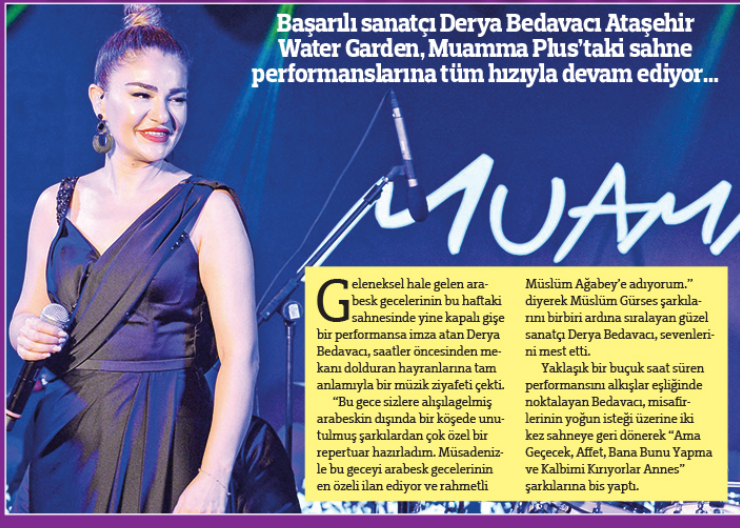 Başarılı sanatçı Derya Bedavacı Ataşehir
Water Garden, Muamma Plus'taki sahne
performanslarına tüm hızıyla devam ediyor...
MUAMM
Geleneksel hale gelen ara-
besk gecelerinin bu haftaki
sahnesinde yine kapalı gişe
bir performansa imza atan Derya
Bedavacı, saatler öncesinden me-
kanı dolduran hayranlarına tam
anlamıyla bir müzik ziyafeti çekti.
“Bu gece sizlere alışılagelmiş
arabeskin dışında bir köşede unu-
tulmuş şarkılardan çok özel bir
repertuar hazırladım. Müsadeniz-
le bu geceyi arabesk gecelerinin
en özeli ilan ediyor ve rahmetli
Müslüm Ağabey'e adıyorum.”
diyerek Müslüm Gürses şarkıla-
rını birbiri ardına sıralayan güzel
sanatçı Derya Bedavacı, sevenleri-
ni mest etti.
Yaklaşık bir buçuk saat süren
performansını alkışlar eşliğinde
noktalayan Bedavacı, misafir-
lerinin yoğun isteği üzerine iki
kez sahneye geri dönerek “Ama
Geçecek, Affet, Bana Bunu Yapma
ve Kalbimi Kırıyorlar Annes”
şarkılarına bis yaptı.